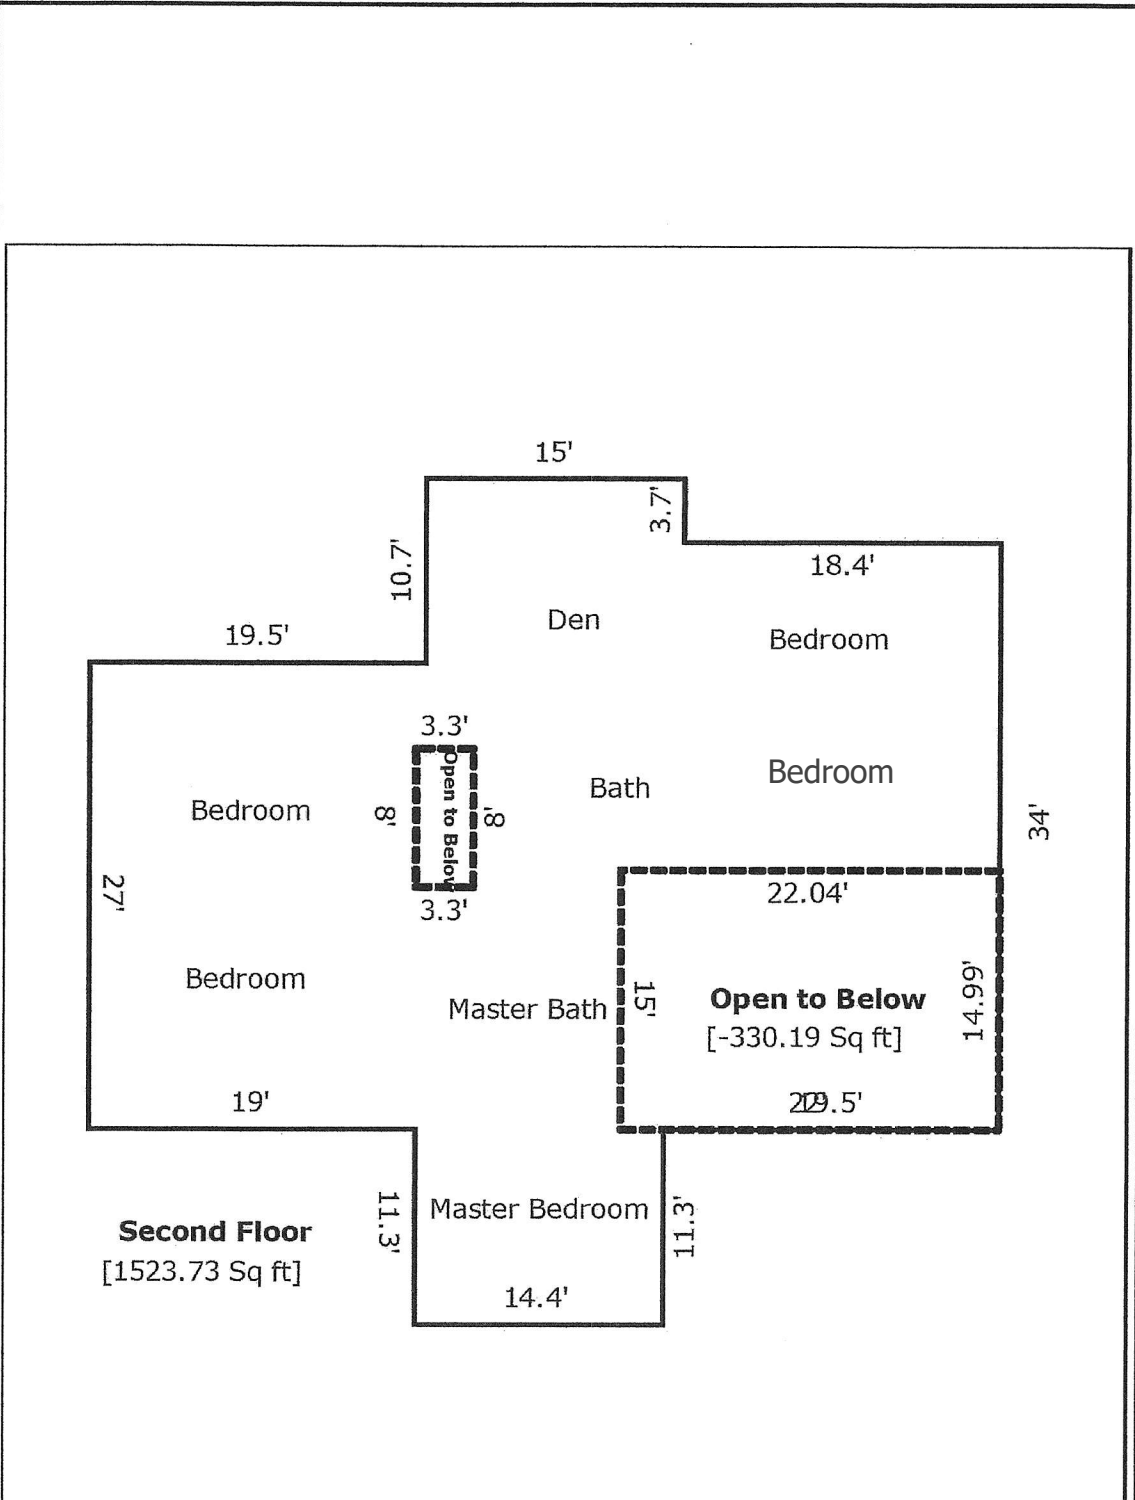 15'
3.7'
10.7'
18.4'
Den
19.5'
Bedroom
3.3'
Bedroom
Bath
Bedroom
8'
Open to Below
8'
34'
27'
22.04'
3.3'
Bedroom
Master Bath
15'
Open to Below
14.99'
[-330.19 Sq ft]
19'
19.5'
11.3'
Master Bedroom
11.3'
Second Floor
[1523.73 Sq ft]
14.4'